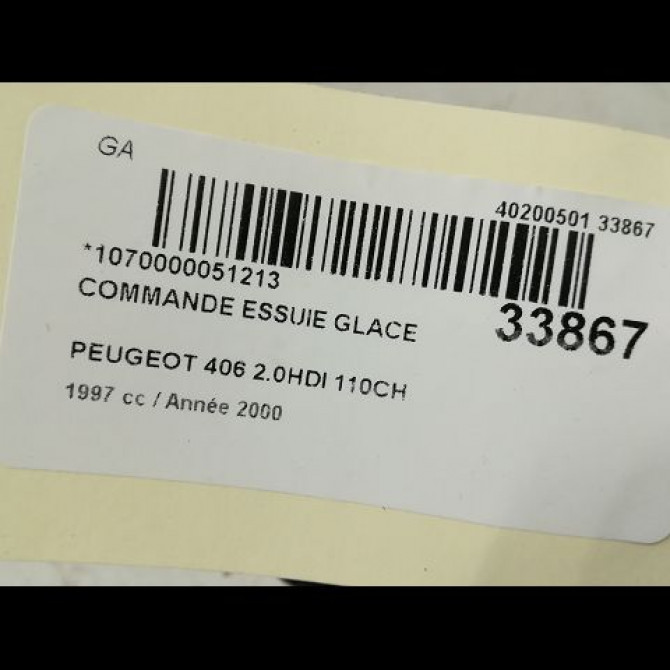 GA
40200501 33867
*1070000051213
COMMANDE ESSUIE GLACE
33867
PEUGEOT 406 2.0HDI 110CH
1997 cc / Année 2000